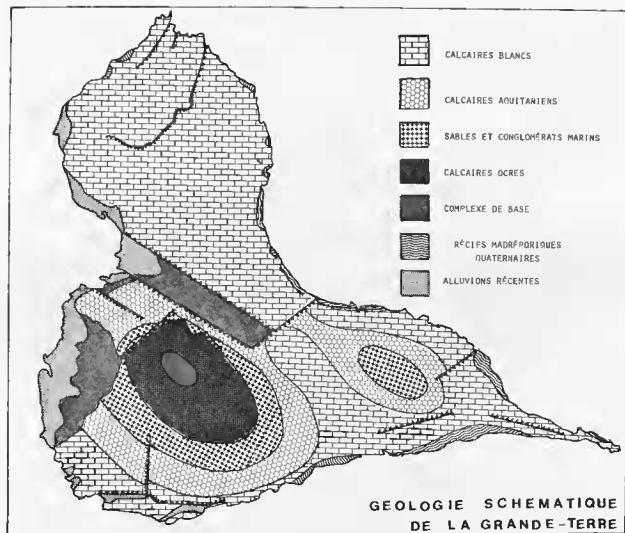 CALCAIRES BLANCS
CALCAIRES AQUITANIENS
SABLES ET CONGLOMÉRATS MARINS
CALCAIRES OCRES
COMPLEXE DE BASE
RÉCIFS MADRÉPORIQUES
QUATERNAIRES
ALLUVIONS RÉCENTES
GEOLOGIE SCHEMATIQUE
DE LA GRANDE-TERRE